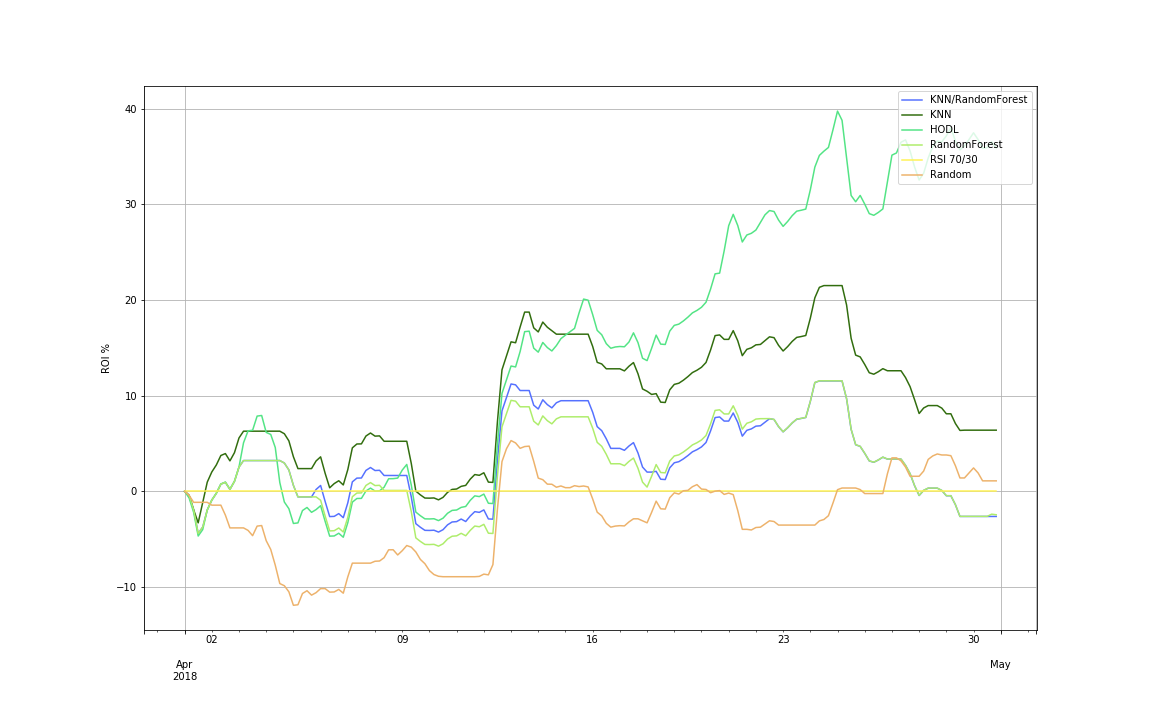 KNN/RandomForest
KNN
HODL
RandomForest
RSI 70/30
Random
40
30
20
10
0
−10
ROI %
02
09
16
23
30
Apr
2018
May